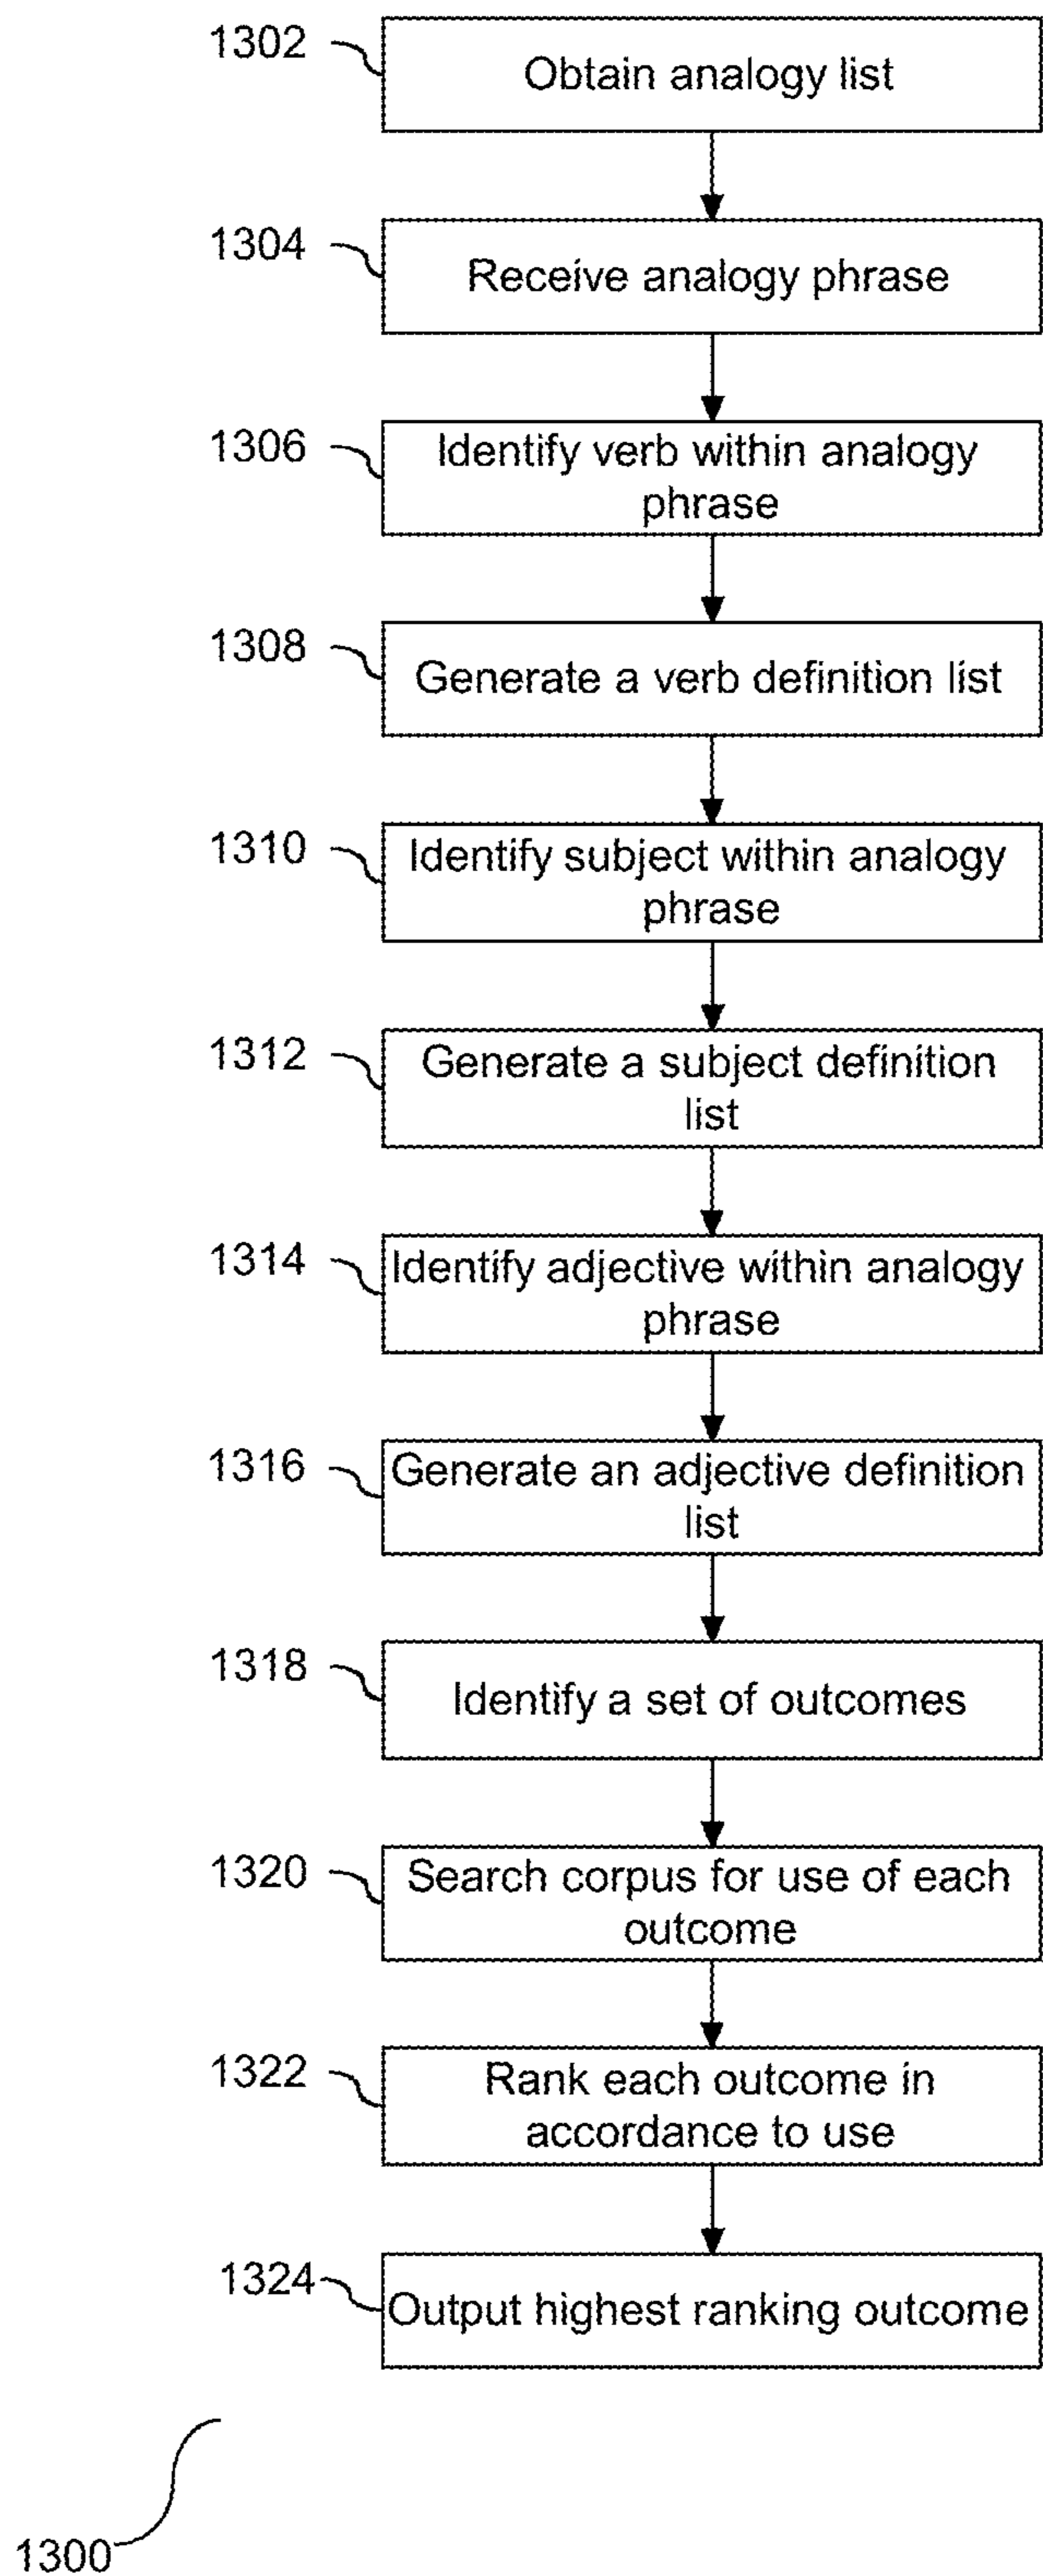 1302
Obtain analogy list
1304
Receive analogy phrase
1306
Identify verb within analogy
phrase
1308
Generate a verb definition list
1310
Identify subject within analogy
phrase
1312
Generate a subject definition
list
1314
Identify adjective within analogy
phrase
1316
Generate an adjective definition
list
1318
Identify a set of outcomes
1320
Search corpus for use of each
outcome
1322
Rank each outcome in
accordance to use
1324
Output highest ranking outcome
1300